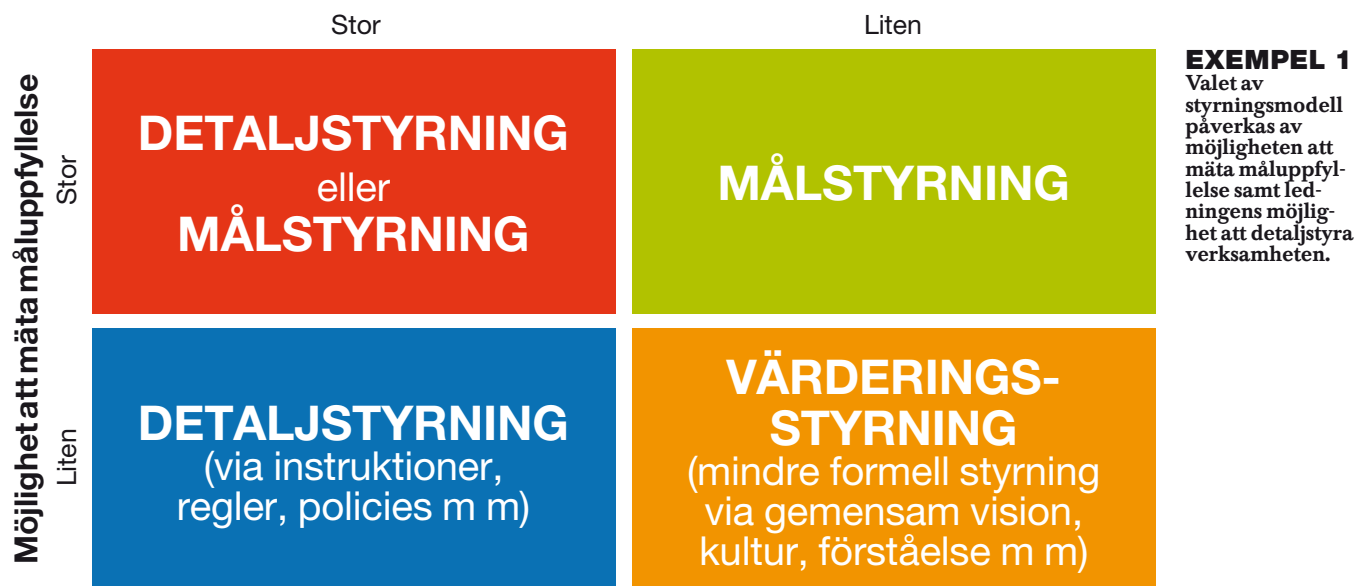 Stor
Liten
Möjlighet att mäta måluppfyllelse
Stor
DETALJSTYRNING
eller
MÅLSTYRNING
MÅLSTYRNING
Liten
DETALJSTYRNING
(via instruktioner,
regler, policies m m)
VÄRDERINGS-
STYRNING
(mindre formell styrning
via gemensam vision,
kultur, förståelse m m)
EXEMPEL 1
Valet av
styrningsmodell
påverkas av
möjligheten att
mäta måluppfyl-
lelse samt led-
ningens möjlig-
het att detaljstyra
verksamheten.